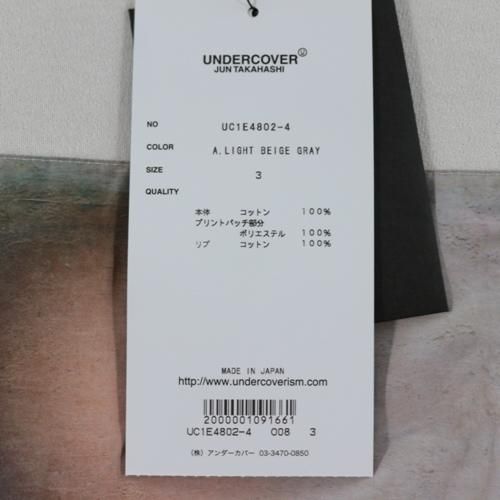 UNDERCOVER
JUN TAKAHASHI
NO UC1E4802-4
COLOR A.LIGHT BEIGE GRAY
SIZE 3
QUALITY
本体 コットン 100%
プリントパッチ部分
ポリエステル 100%
リブ コットン 100%
MADE IN JAPAN
http://www.undercoverism.com
2000001091661
UC1E4802-4 008 3
(株) アンダーカバー 03-3470-0850